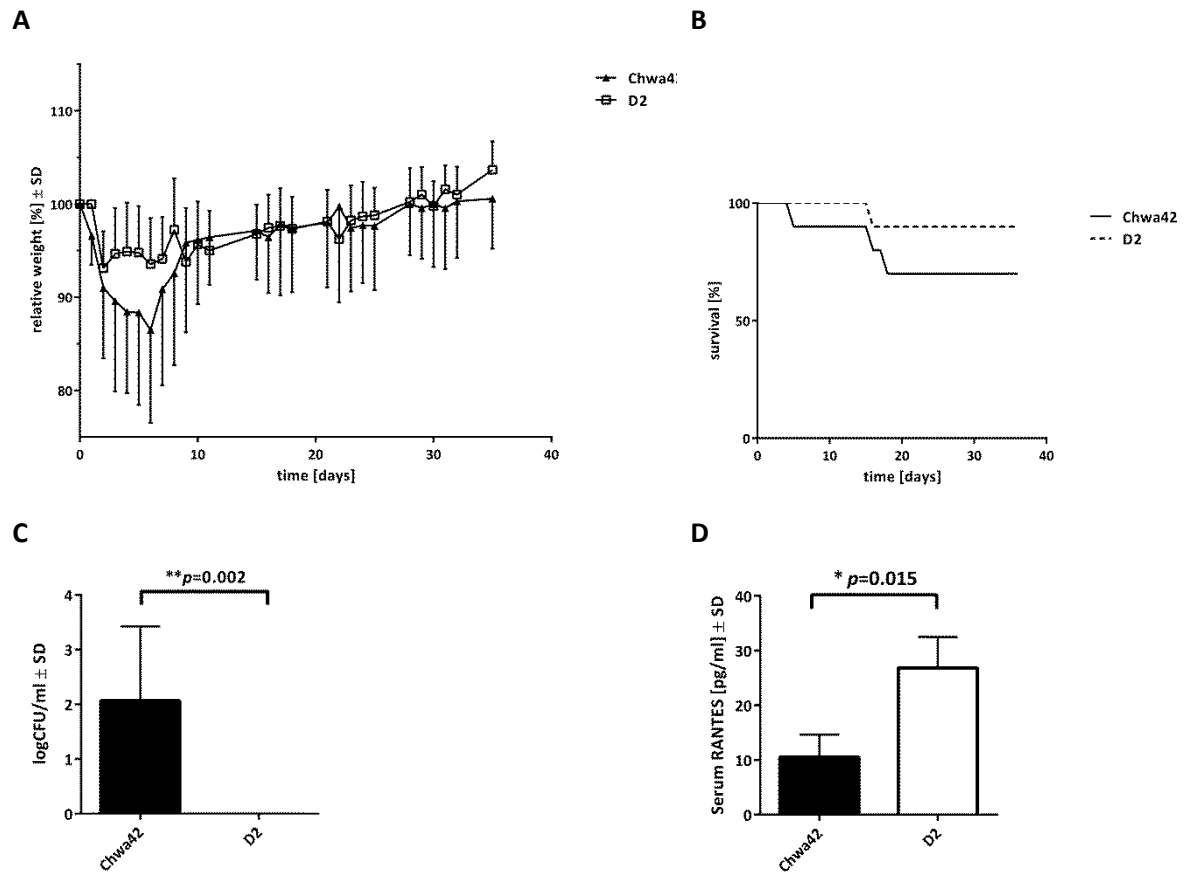 A
B
Chwa4
D2
relative weight [%] ± SD
110
100
90
80
0
10
20
30
40
time [days]
survival [%]
100
50
0
0
10
20
30
40
time [days]
Chwa42
D2
C
D
**p=0.002
logCFU/ml ± SD
4
3
2
1
0
Chwa42
D2
* p=0.015
Serum RANTES [pg/ml] ± SD
40
30
20
10
0
Chwa42
D2